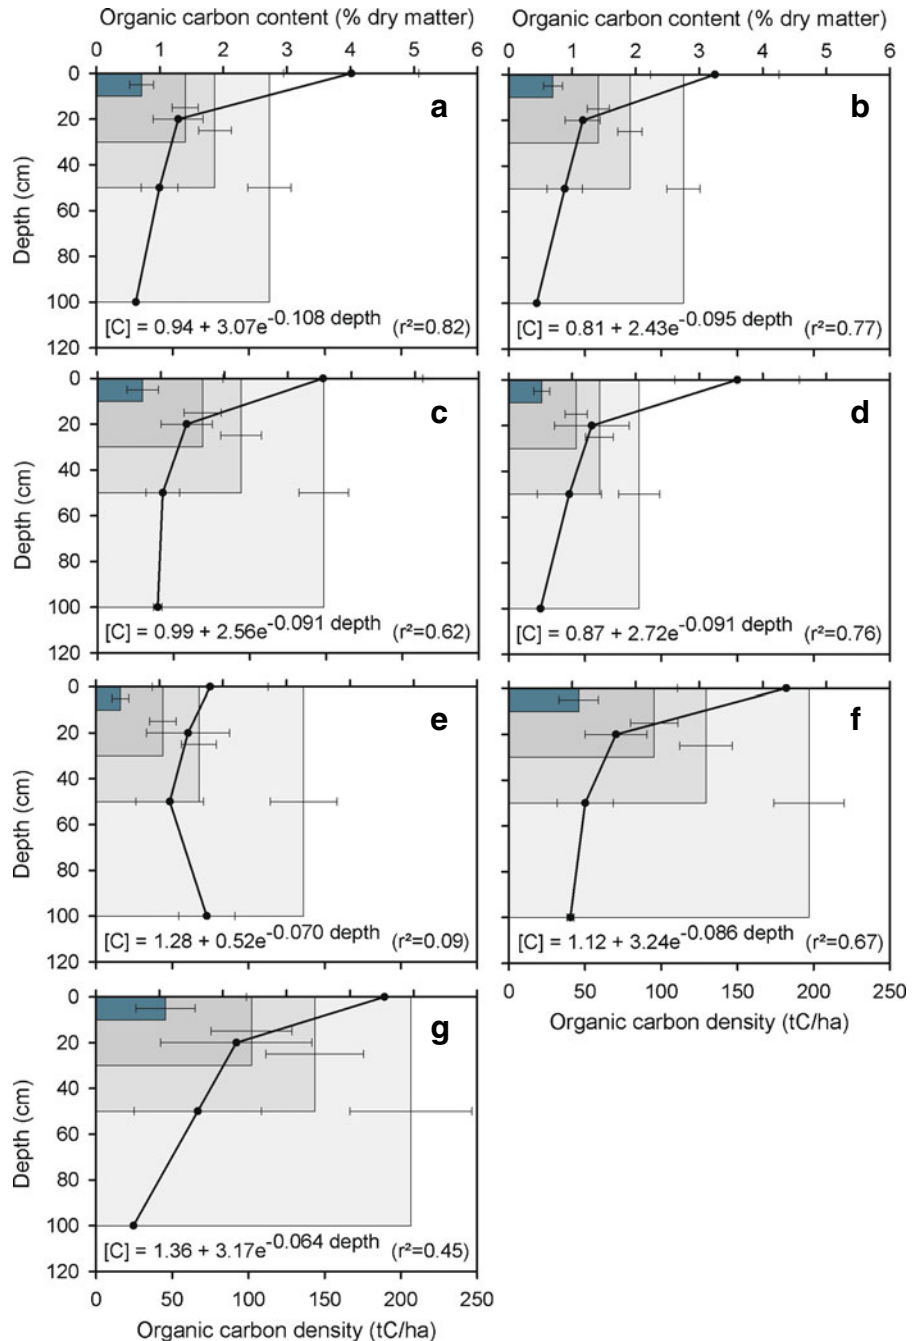 Organic carbon content (% dry matter)
0 1 2 3 4 5 6
Organic carbon content (% dry matter)
0 1 2 3 4 5 6
Depth (cm)
0
20
40
60
80
100
120
a
[C] = 0.94 + 3.07e-0.108 depth (r²=0.82)
b
[C] = 0.81 + 2.43e-0.095 depth (r²=0.77)
Depth (cm)
0
20
40
60
80
100
120
c
[C] = 0.99 + 2.56e-0.091 depth (r²=0.62)
d
[C] = 0.87 + 2.72e-0.091 depth (r²=0.76)
Depth (cm)
0
20
40
60
80
100
120
e
[C] = 1.28 + 0.52e-0.070 depth (r²=0.09)
f
[C] = 1.12 + 3.24e-0.086 depth (r²=0.67)
0 50 100 150 200 250
Organic carbon density (tC/ha)
Depth (cm)
0
20
40
60
80
100
120
g
[C] = 1.36 + 3.17e-0.064 depth (r²=0.45)
0 50 100 150 200 250
Organic carbon density (tC/ha)